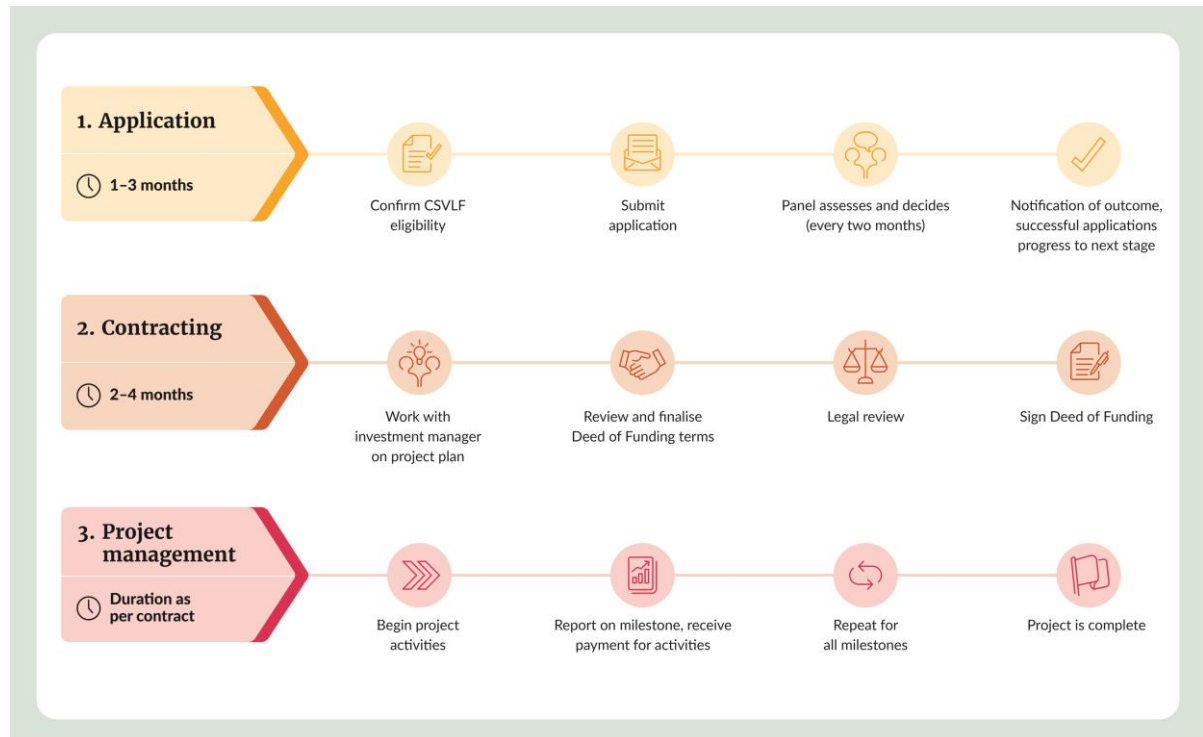 1. Application
1–3 months
Confirm CSVLF
eligibility
Submit
application
Panel assesses and decides
(every two months)
Notification of outcome,
successful applications
progress to next stage
2. Contracting
2–4 months
Work with
investment manager
on project plan
Review and finalise
Deed of Funding terms
Legal review
Sign Deed of Funding
3. Project
management
Duration as
per contract
Begin project
activities
Report on milestone, receive
payment for activities
Repeat for
all milestones
Project is complete